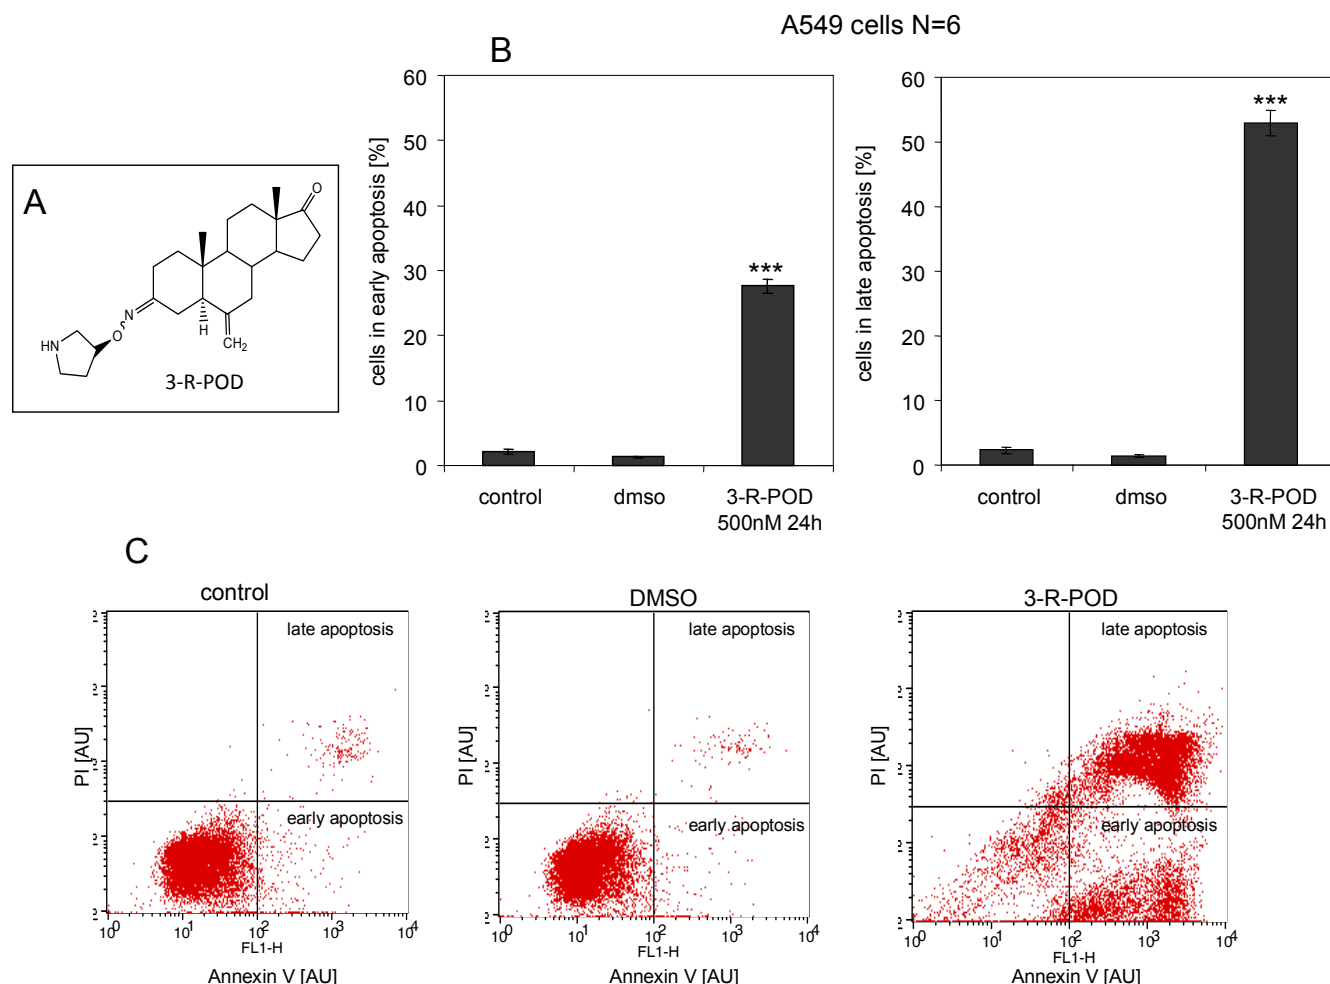 A549 cells N=6
A
O
N
O
H
CH2
HN
3-R-POD
B
cells in early apoptosis [%]
60
50
40
30
20
10
0
***
control dmso 3-R-POD
500nM 24h
cells in late apoptosis [%]
60
50
40
30
20
10
0
***
control dmso 3-R-POD
500nM 24h
C
control
late apoptosis
early apoptosis
PI [AU]
10^0 10^1 10^2 10^3 10^4
FL1-H
Annexin V [AU]
DMSO
late apoptosis
early apoptosis
PI [AU]
10^0 10^1 10^2 10^3 10^4
FL1-H
Annexin V [AU]
3-R-POD
late apoptosis
early apoptosis
PI [AU]
10^0 10^1 10^2 10^3 10^4
FL1-H
Annexin V [AU]